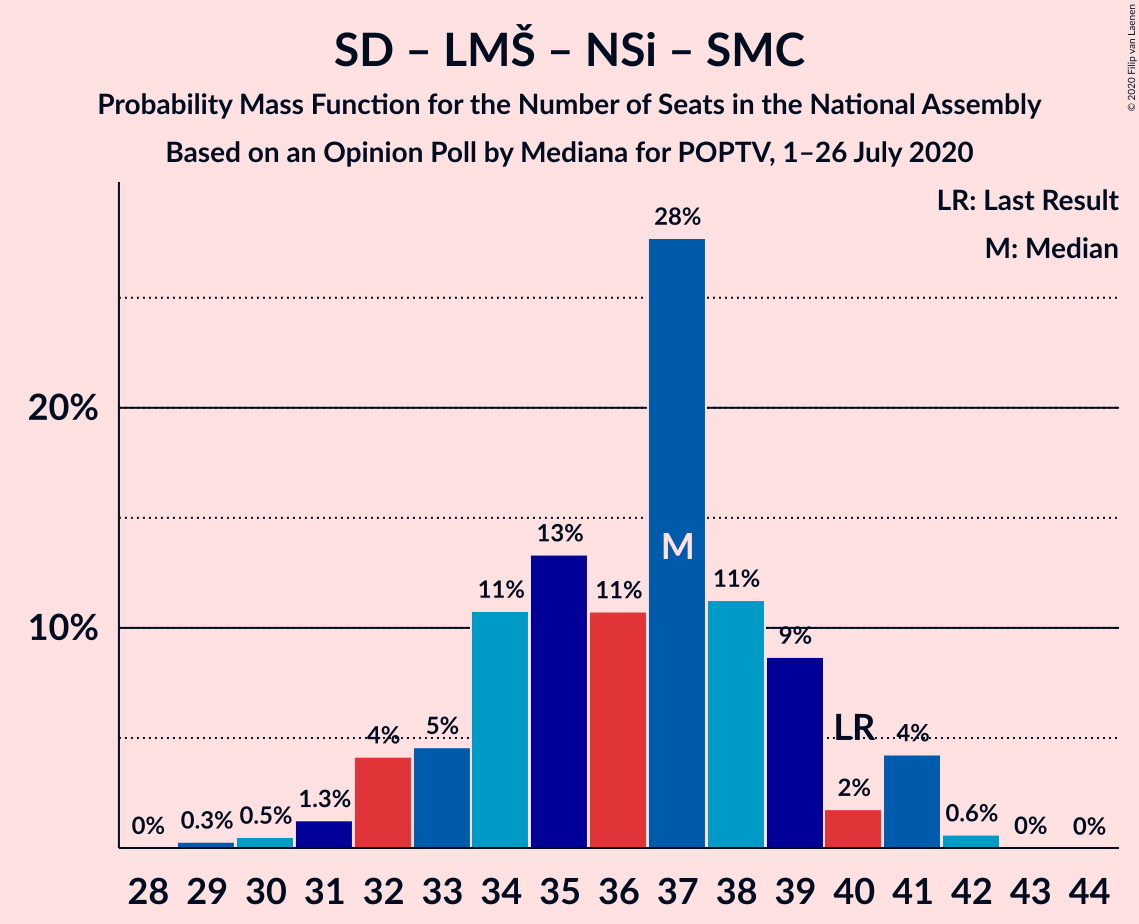 SD – LMŠ – NSi – SMC
Probability Mass Function for the Number of Seats in the National Assembly
Based on an Opinion Poll by Mediana for POPTV, 1–26 July 2020
© 2020 Filip van Laenen
LR: Last Result
M: Median
20%
10%
0%
0.3%
0.5%
1.3%
4%
5%
11%
13%
11%
28%
11%
9%
2%
4%
0.6%
0%
0%
M
LR
28 29 30 31 32 33 34 35 36 37 38 39 40 41 42 43 44